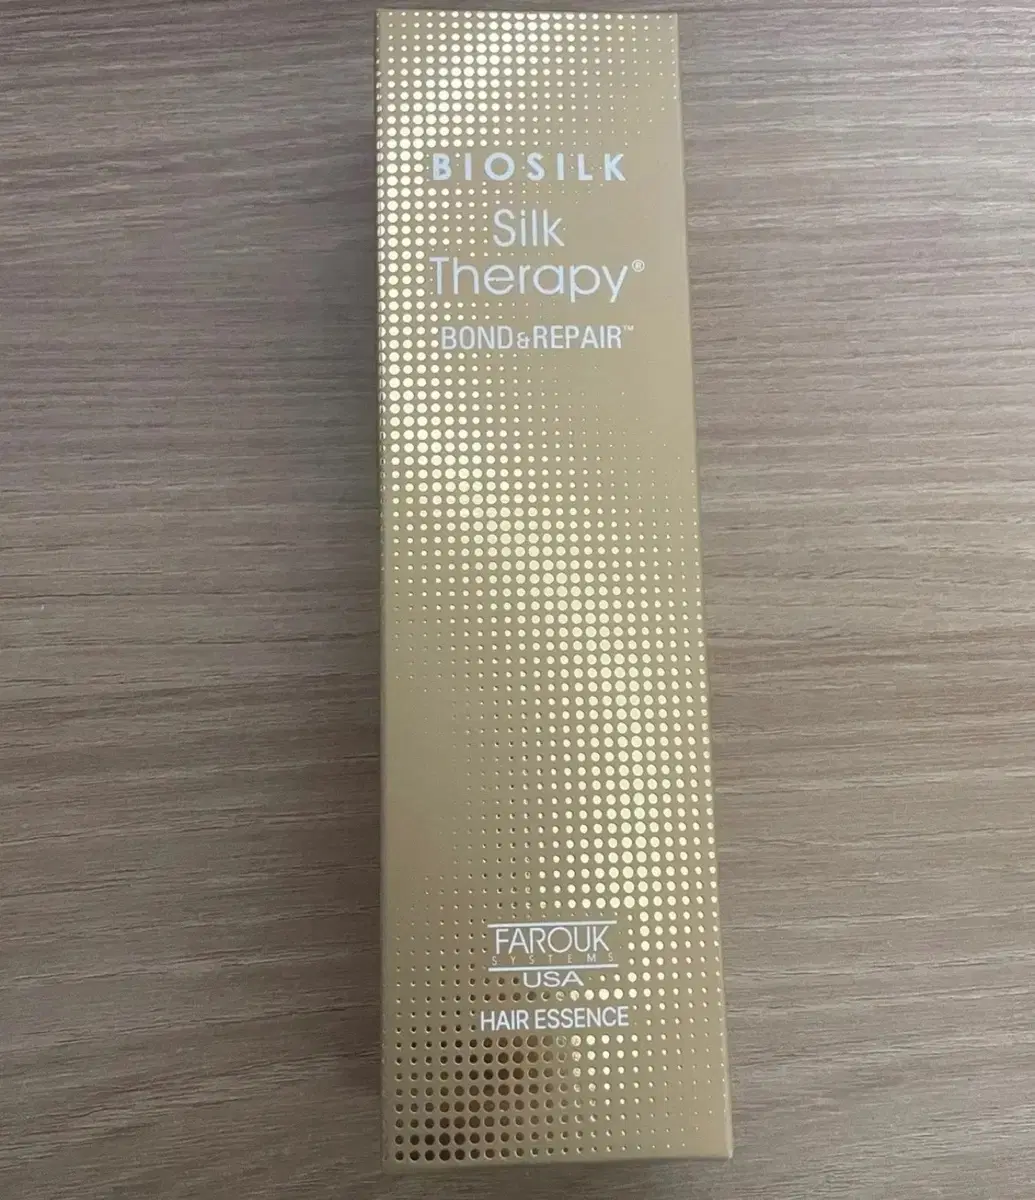 BIOSILK
Silk
Therapy®
BOND&REPAIR™
FAROUK
SYSTEMS
USA
HAIR ESSENCE